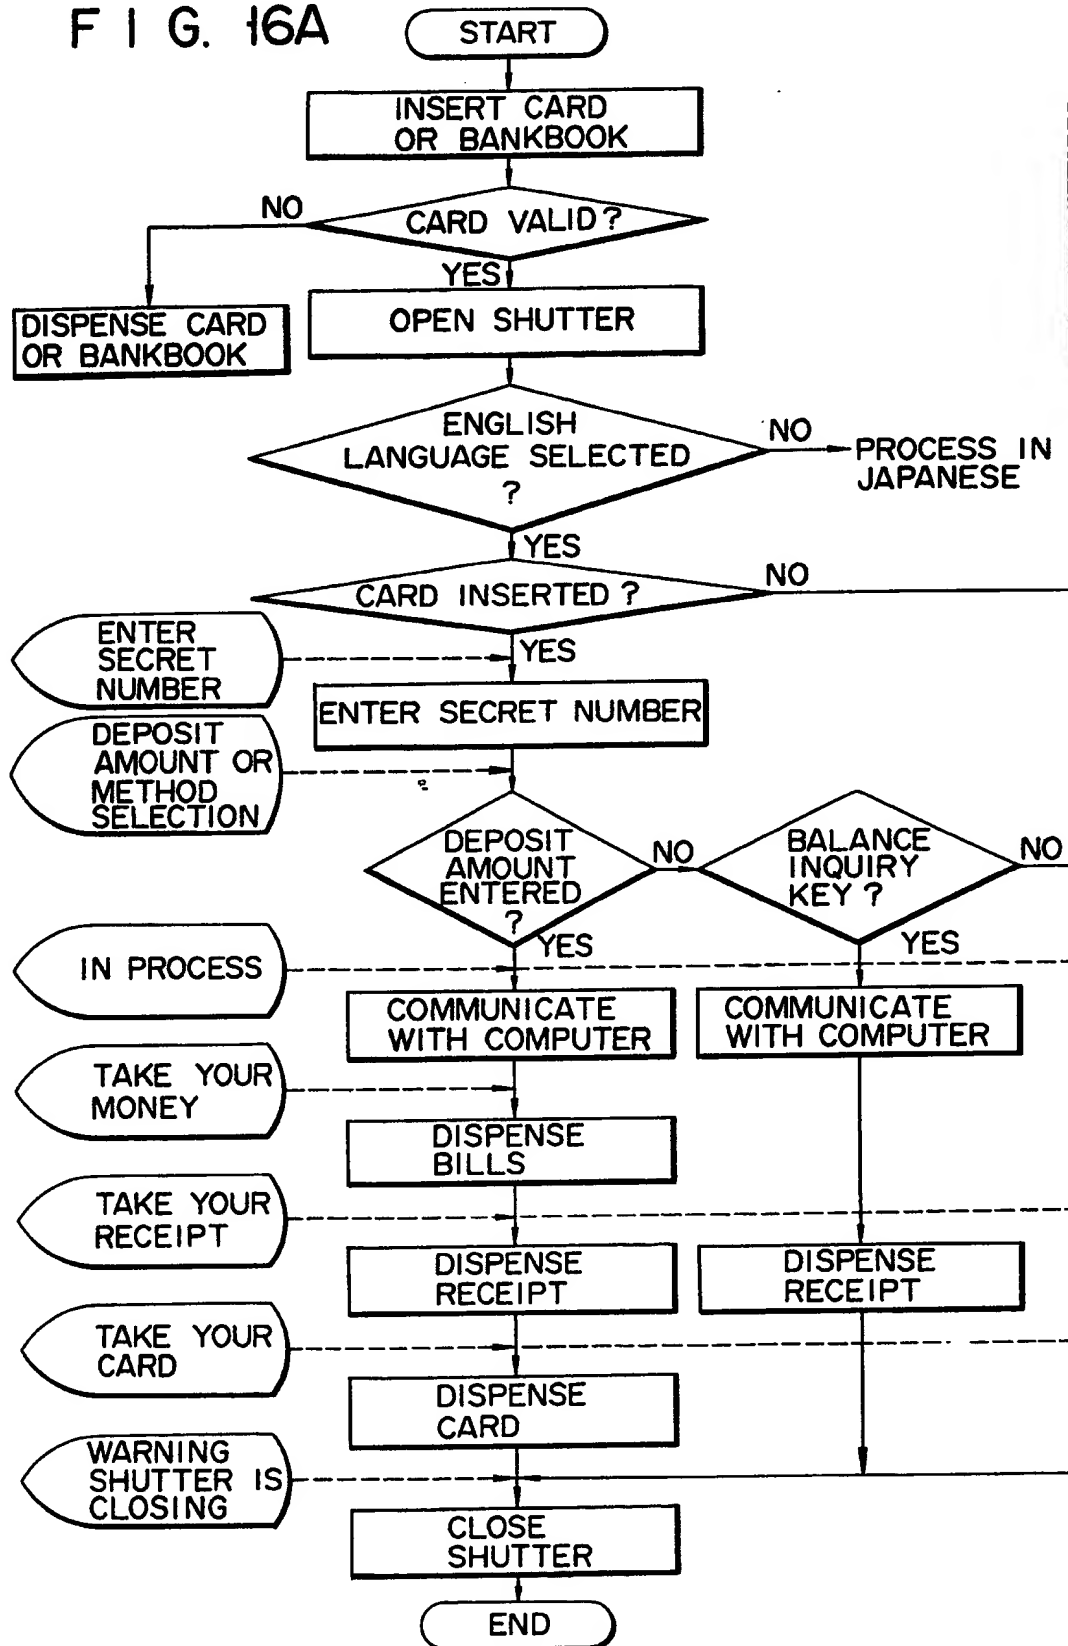 FIG. 16A
START
INSERT CARD
OR BANKBOOK
NO
CARD VALID?
YES
DISPENSE CARD
OR BANKBOOK
OPEN SHUTTER
ENGLISH
LANGUAGE SELECTED
?
NO
PROCESS IN
JAPANESE
YES
CARD INSERTED?
NO
ENTER
SECRET
NUMBER
YES
ENTER SECRET NUMBER
DEPOSIT
AMOUNT OR
METHOD
SELECTION
DEPOSIT
AMOUNT
ENTERED
?
NO
BALANCE
INQUIRY
KEY?
NO
YES
YES
IN PROCESS
COMMUNICATE
WITH COMPUTER
COMMUNICATE
WITH COMPUTER
TAKE YOUR
MONEY
DISPENSE
BILLS
TAKE YOUR
RECEIPT
DISPENSE
RECEIPT
DISPENSE
RECEIPT
TAKE YOUR
CARD
DISPENSE
CARD
WARNING
SHUTTER IS
CLOSING
CLOSE
SHUTTER
END